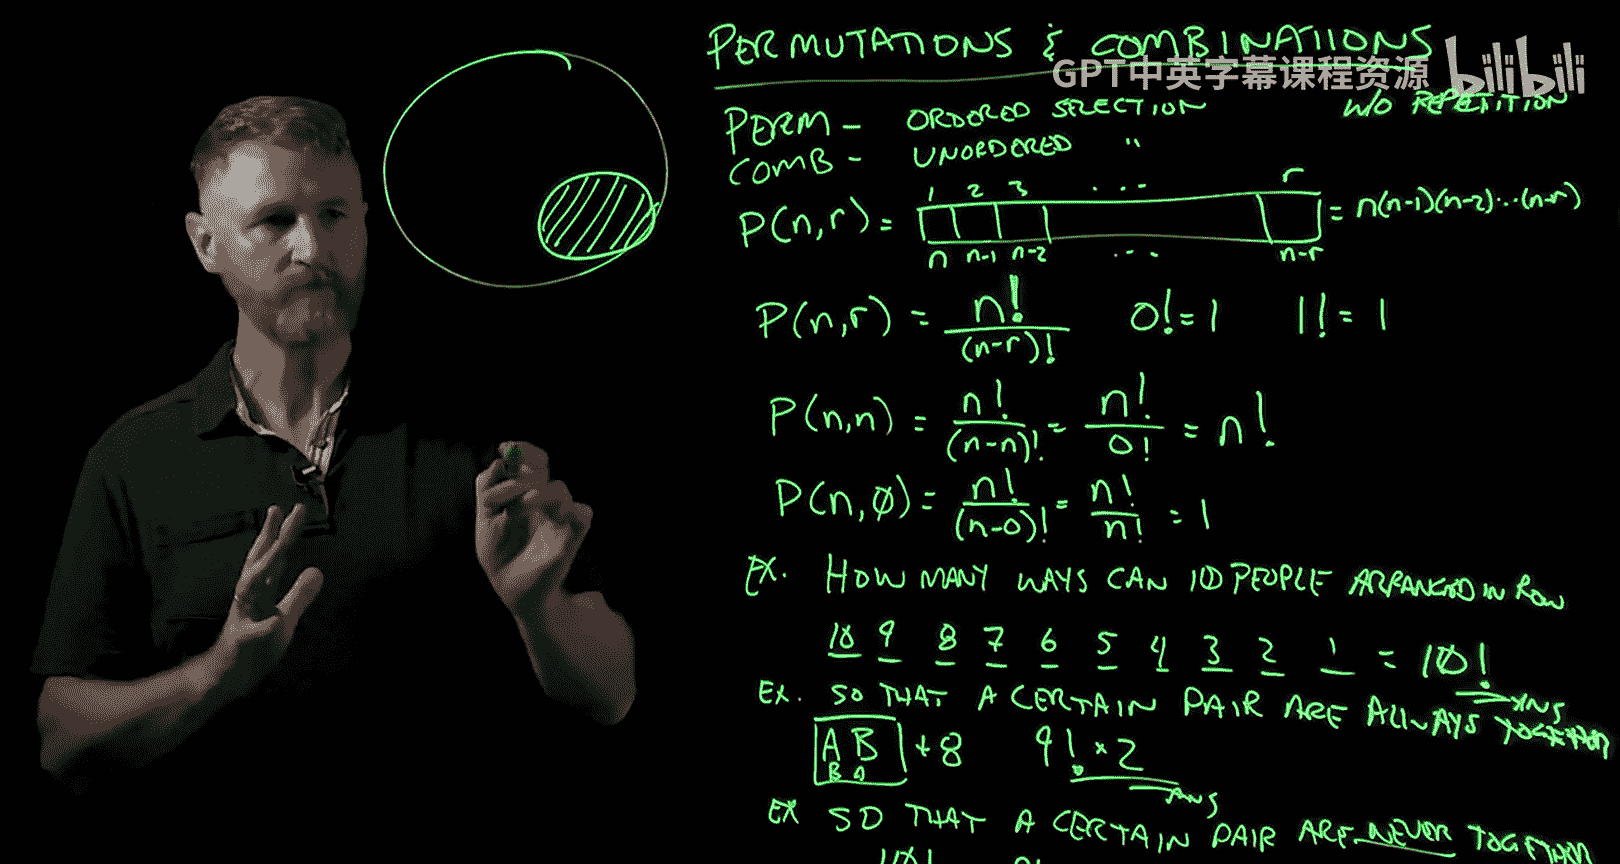 PERMUTATIONS & COMBINATIONS
GPT中英字幕课程资源 bilibili
PERM - ORDERED SELECTION W/O REPETITION
COMB - UNORDERED "
1 2 3 ... r
P(n,r) = = n(n-1)(n-2)...(n-r)
n n-1 n-2 ... n-r
P(n,r) = n!/(n-r)! 0! = 1 1! = 1
P(n,n) = n!/(n-n)! = n!/0! = n!
P(n,∅) = n!/(n-0)! = n!/n! = 1
EX. HOW MANY WAYS CAN 10 PEOPLE ARRANGED IN ROW
10 9 8 7 6 5 4 3 2 1 = 10!
ANS
EX. SO THAT A CERTAIN PAIR ARE ALWAYS TOGETHER
AB + 8 9! × 2
BA
ANS
EX SO THAT A CERTAIN PAIR ARE NEVER TOGETHER
10!